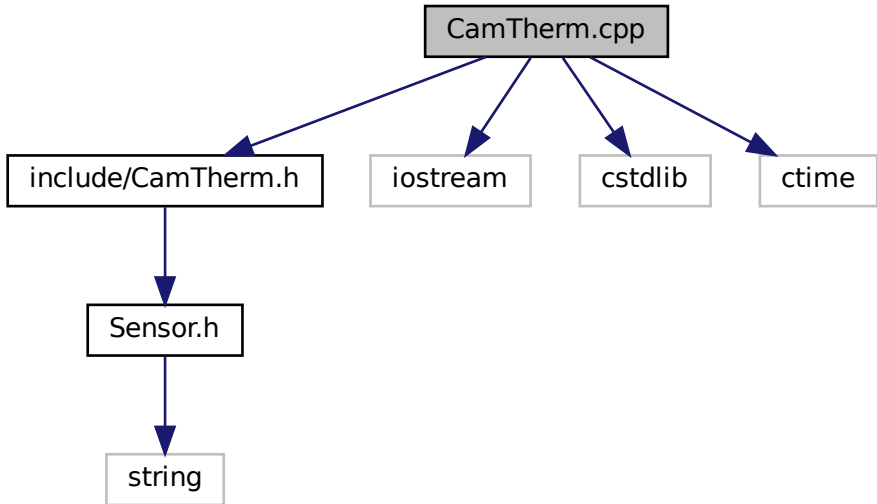 CamTherm.cpp
include/CamTherm.h
iostream
cstdlib
ctime
Sensor.h
string